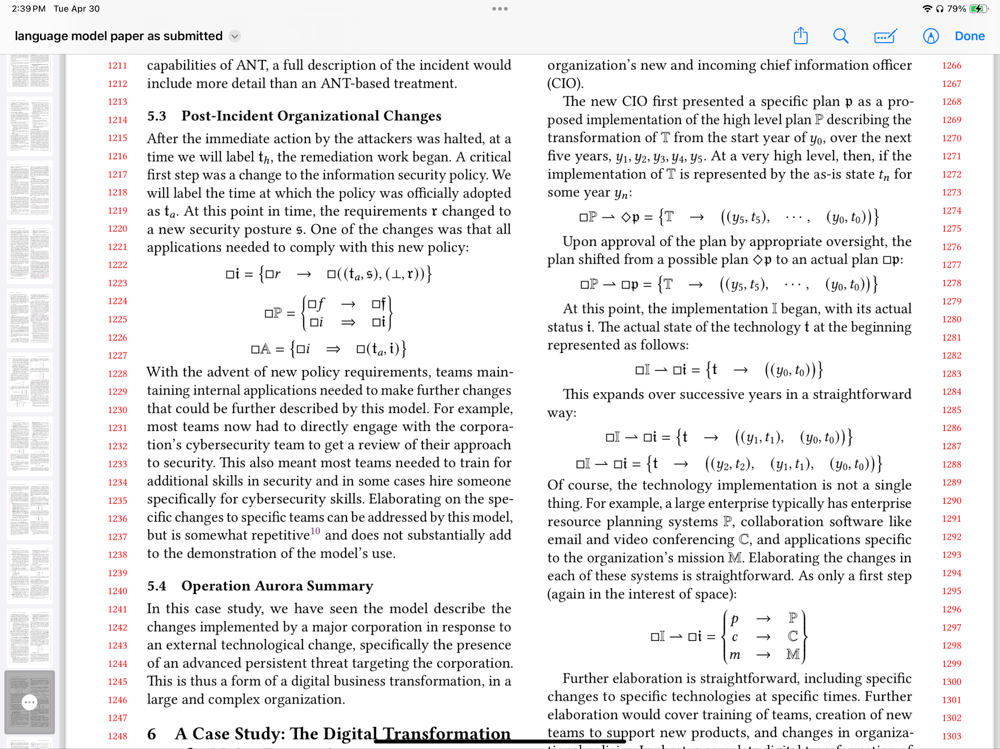 2:39 PM Tue Apr 30
79%
language model paper as submitted
Done
1211 capabilities of ANT, a full description of the incident would
1212 include more detail than an ANT-based treatment.
1213
1214 5.3 Post-Incident Organizational Changes
1215 After the immediate action by the attackers was halted, at a
1216 time we will label 𝔱ₕ, the remediation work began. A critical
1217 first step was a change to the information security policy. We
1218 will label the time at which the policy was officially adopted
1219 as 𝔱ₐ. At this point in time, the requirements 𝔯 changed to
1220 a new security posture 𝔰. One of the changes was that all
1221 applications needed to comply with this new policy:
1222 □𝔦 = {□r → □((𝔱ₐ, 𝔰), (⊥, 𝔯))}
1223
1224 □f → □𝔣
□ℙ =
1225 □i ⇒ □𝔦
1226
□𝔸 = {□i ⇒ □(𝔱ₐ, 𝔦)}
1227
1228 With the advent of new policy requirements, teams main-
1229 taining internal applications needed to make further changes
1230 that could be further described by this model. For example,
1231 most teams now had to directly engage with the corpora-
1232 tion's cybersecurity team to get a review of their approach
1233 to security. This also meant most teams needed to train for
1234 additional skills in security and in some cases hire someone
1235 specifically for cybersecurity skills. Elaborating on the spe-
1236 cific changes to specific teams can be addressed by this model,
1237 but is somewhat repetitive¹⁰ and does not substantially add
1238 to the demonstration of the model's use.
1239
1240 5.4 Operation Aurora Summary
1241 In this case study, we have seen the model describe the
1242 changes implemented by a major corporation in response to
1243 an external technological change, specifically the presence
1244 of an advanced persistent threat targeting the corporation.
1245 This is thus a form of a digital business transformation, in a
1246 large and complex organization.
1247
1248 6 A Case Study: The Digital Transformation
organization's new and incoming chief information officer 1266
(CIO). 1267
The new CIO first presented a specific plan 𝔭 as a pro- 1268
posed implementation of the high level plan ℙ describing the 1269
transformation of 𝕋 from the start year of y₀, over the next 1270
five years, y₁, y₂, y₃, y₄, y₅. At a very high level, then, if the 1271
implementation of 𝕋 is represented by the as-is state tₙ for 1272
some year yₙ: 1273
1274
□ℙ ⇀ ◇𝔭 = {𝕋 → ((y₅, t₅), ⋯, (y₀, t₀))}
1275
Upon approval of the plan by appropriate oversight, the 1276
plan shifted from a possible plan ◇𝔭 to an actual plan □𝔭: 1277
□ℙ ⇀ □𝔭 = {𝕋 → ((y₅, t₅), ⋯, (y₀, t₀))} 1278
1279
At this point, the implementation 𝕀 began, with its actual
1280
status 𝔦. The actual state of the technology 𝔱 at the beginning
1281
represented as follows:
1282
□𝕀 ⇀ □𝔦 = {𝔱 → ((y₀, t₀))} 1283
This expands over successive years in a straightforward 1284
way: 1285
1286
□𝕀 ⇀ □𝔦 = {𝔱 → ((y₁, t₁), (y₀, t₀))}
1287
□𝕀 ⇀ □𝔦 = {𝔱 → ((y₂, t₂), (y₁, t₁), (y₀, t₀))} 1288
Of course, the technology implementation is not a single 1289
thing. For example, a large enterprise typically has enterprise 1290
resource planning systems ℙ, collaboration software like 1291
email and video conferencing ℂ, and applications specific 1292
to the organization's mission 𝕄. Elaborating the changes in 1293
each of these systems is straightforward. As only a first step 1294
(again in the interest of space): 1295
1296
p → ℙ
1297
□𝕀 ⇀ □𝔦 = c → ℂ
1298
m → 𝕄
1299
Further elaboration is straightforward, including specific 1300
changes to specific technologies at specific times. Further 1301
elaboration would cover training of teams, creation of new 1302
teams to support new products, and changes in organiza- 1303